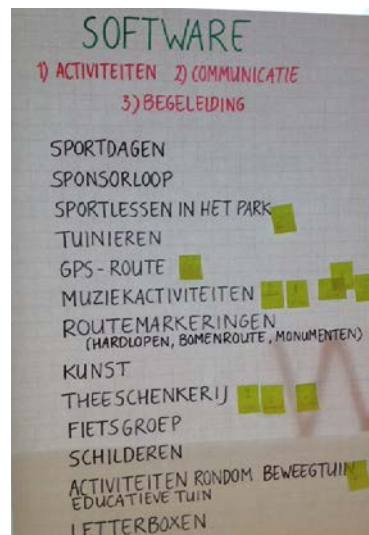 SOFTWARE
1) ACTIVITEITEN 2) COMMUNICATIE
3) BEGELEIDING
SPORTDAGEN
SPONSORLOOP
SPORTLESSEN IN HET PARK
TUINIEREN
GPS-ROUTE
MUZIEKACTIVITEITEN
ROUTEMARKERINGEN
(HARDLOPEN, BOMENROUTE, MONUMENTEN)
KUNST
THEESCHENKERIJ
FIETSGROEP
SCHILDEREN
ACTIVITEITEN RONDOM BEWEEGTUIN
EDUCATIEVE TUIN
LETTERBOXEN